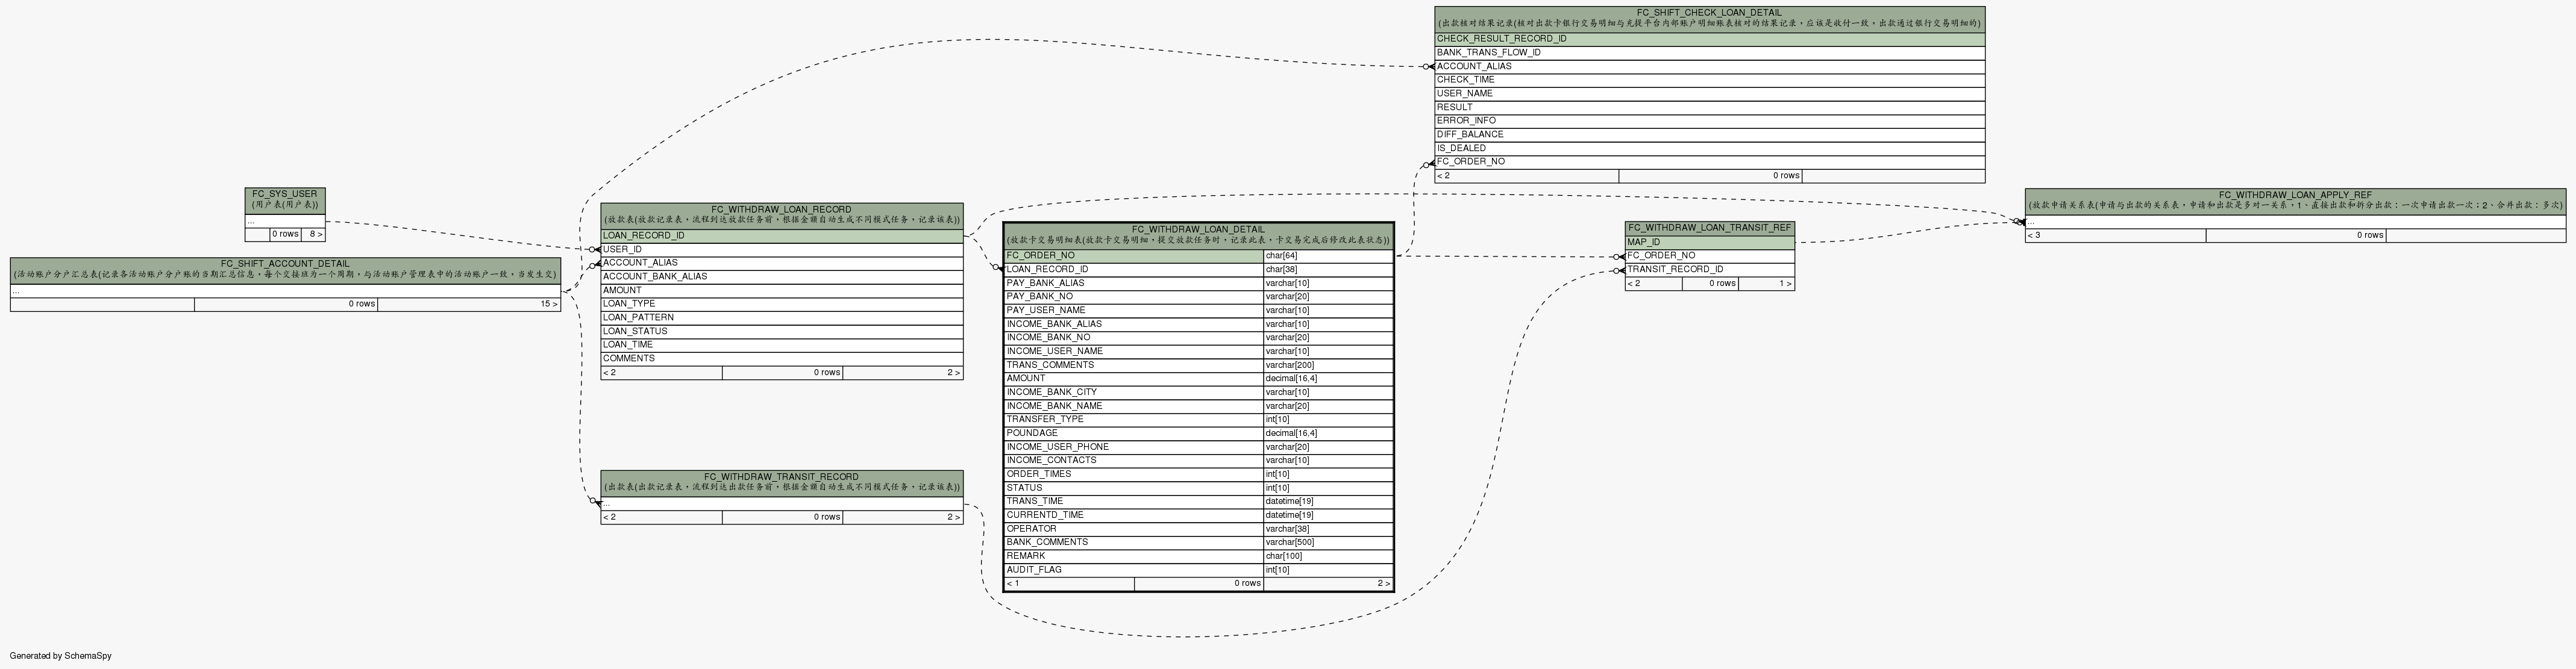 FC_SHIFT_CHECK_LOAN_DETAIL
(出款核对结果记录(核对出款卡银行交易明细与充提平台内部账户明细账表核对的结果记录，应该是收付一致，出款通过银行交易明细的)
CHECK_RESULT_RECORD_ID
BANK_TRANS_FLOW_ID
ACCOUNT_ALIAS
CHECK_TIME
USER_NAME
RESULT
ERROR_INFO
DIFF_BALANCE
IS_DEALED
FC_ORDER_NO
< 2 0 rows
FC_SYS_USER
(用户表(用户表))
...
0 rows 8 >
FC_SHIFT_ACCOUNT_DETAIL
(活动账户分户汇总表(记录各活动账户分户账的当期汇总信息，每个交接班为一个周期，与活动账户管理表中的活动账户一致，当发生交)
...
0 rows 15 >
FC_WITHDRAW_LOAN_RECORD
(放款表(放款记录表，流程到达放款任务前，根据金额自动生成不同模式任务，记录该表))
LOAN_RECORD_ID
USER_ID
ACCOUNT_ALIAS
ACCOUNT_BANK_ALIAS
AMOUNT
LOAN_TYPE
LOAN_PATTERN
LOAN_STATUS
LOAN_TIME
COMMENTS
< 2 0 rows 2 >
FC_WITHDRAW_TRANSIT_RECORD
(出款表(出款记录表，流程到达出款任务前，根据金额自动生成不同模式任务，记录该表))
...
< 2 0 rows 2 >
FC_WITHDRAW_LOAN_DETAIL
(放款卡交易明细表(放款卡交易明细，提交放款任务时，记录此表，卡交易完成后修改此表状态))
FC_ORDER_NO char[64]
LOAN_RECORD_ID char[38]
PAY_BANK_ALIAS varchar[10]
PAY_BANK_NO varchar[20]
PAY_USER_NAME varchar[10]
INCOME_BANK_ALIAS varchar[10]
INCOME_BANK_NO varchar[20]
INCOME_USER_NAME varchar[10]
TRANS_COMMENTS varchar[200]
AMOUNT decimal[16,4]
INCOME_BANK_CITY varchar[10]
INCOME_BANK_NAME varchar[20]
TRANSFER_TYPE int[10]
POUNDAGE decimal[16,4]
INCOME_USER_PHONE varchar[20]
INCOME_CONTACTS varchar[10]
ORDER_TIMES int[10]
STATUS int[10]
TRANS_TIME datetime[19]
CURRENTD_TIME datetime[19]
OPERATOR varchar[38]
BANK_COMMENTS varchar[500]
REMARK char[100]
AUDIT_FLAG int[10]
< 1 0 rows 2 >
FC_WITHDRAW_LOAN_TRANSIT_REF
MAP_ID
FC_ORDER_NO
TRANSIT_RECORD_ID
< 2 0 rows 1 >
FC_WITHDRAW_LOAN_APPLY_REF
(放款申请关系表(申请与出款的关系表，申请和出款是多对一关系，1、直接出款和拆分出款：一次申请出款一次；2、合并出款：多次)
...
< 3 0 rows
Generated by SchemaSpy